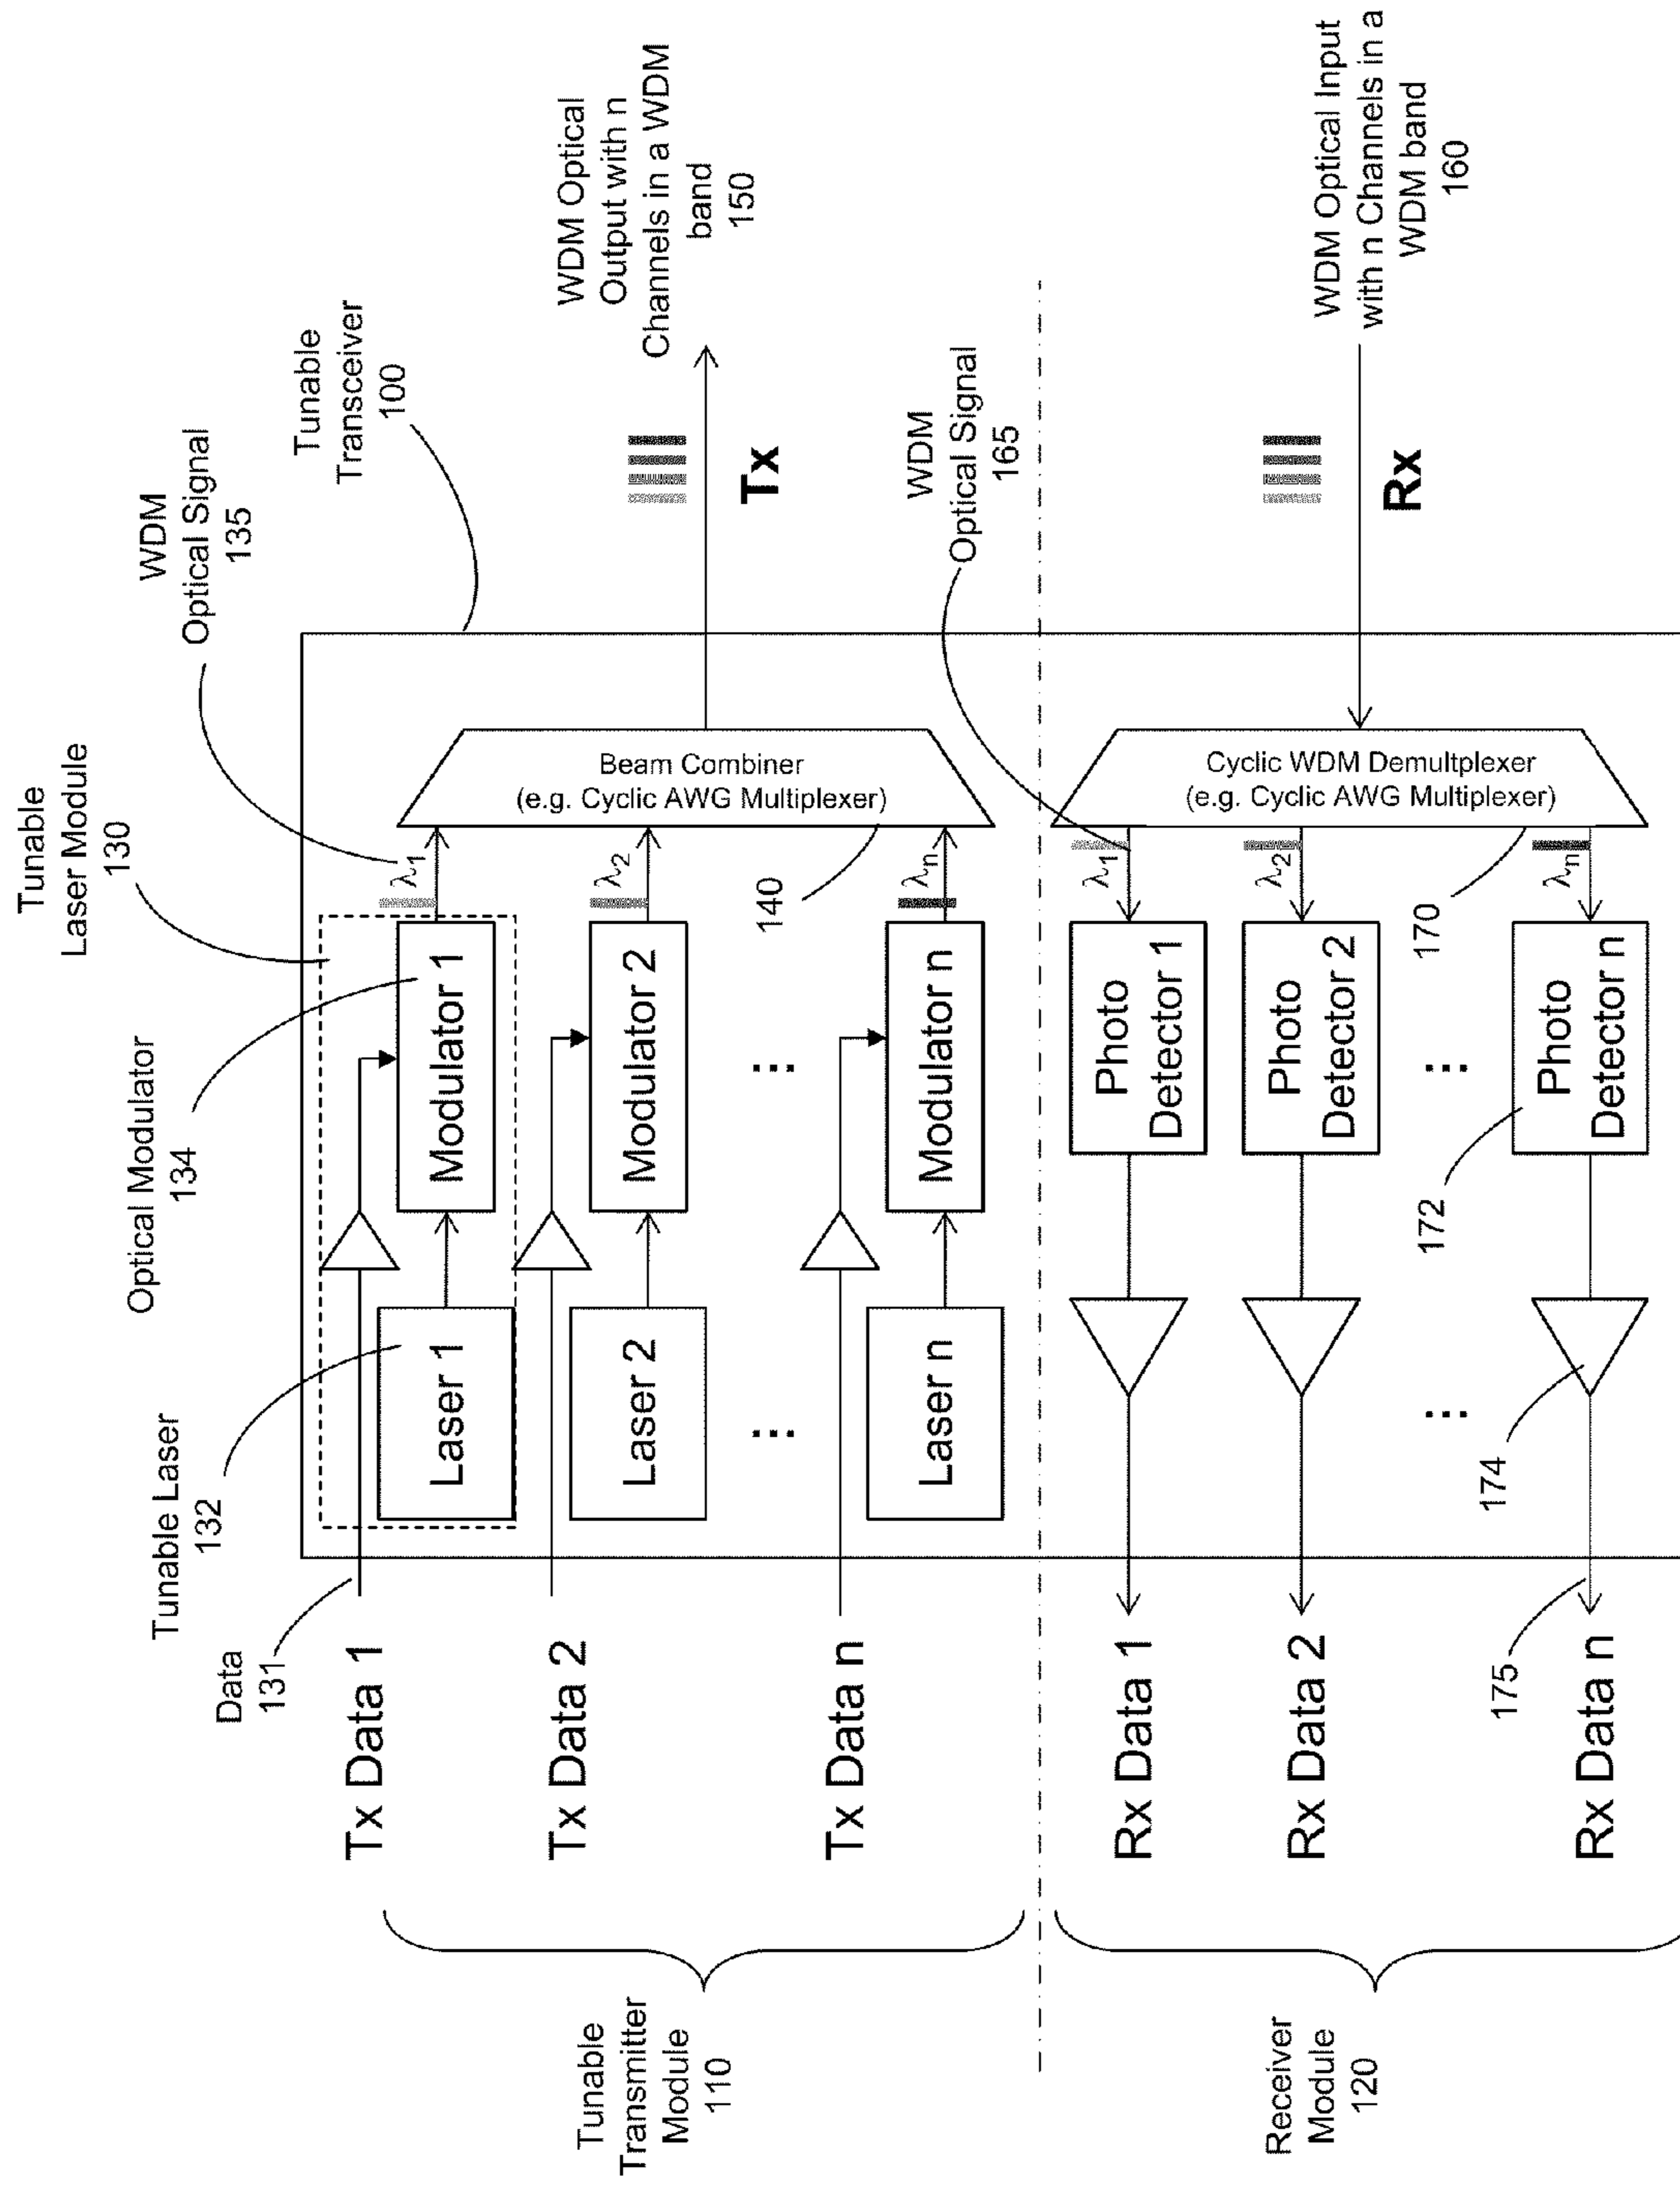 Tunable
Laser Module
130
WDM
Optical Signal
135
Tunable
Transceiver
100
Optical Modulator
134
Tunable Laser
132
Data
131
Tx Data 1
Laser 1
Modulator 1
λ1
Tx Data 2
Laser 2
Modulator 2
λ2
...
...
Tx Data n
Laser n
Modulator n
λn
Beam Combiner
(e.g. Cyclic AWG Multiplexer)
140
Tx
WDM Optical
Output with n
Channels in a WDM
band
150
Tunable
Transmitter
Module
110
WDM
Optical Signal
165
Rx Data 1
Photo
Detector 1
λ1
Rx Data 2
Photo
Detector 2
λ2
...
...
Rx Data n
Photo
Detector n
λn
172
174
175
170
Cyclic WDM Demultplexer
(e.g. Cyclic AWG Multiplexer)
Rx
WDM Optical Input
with n Channels in a
WDM band
160
Receiver
Module
120